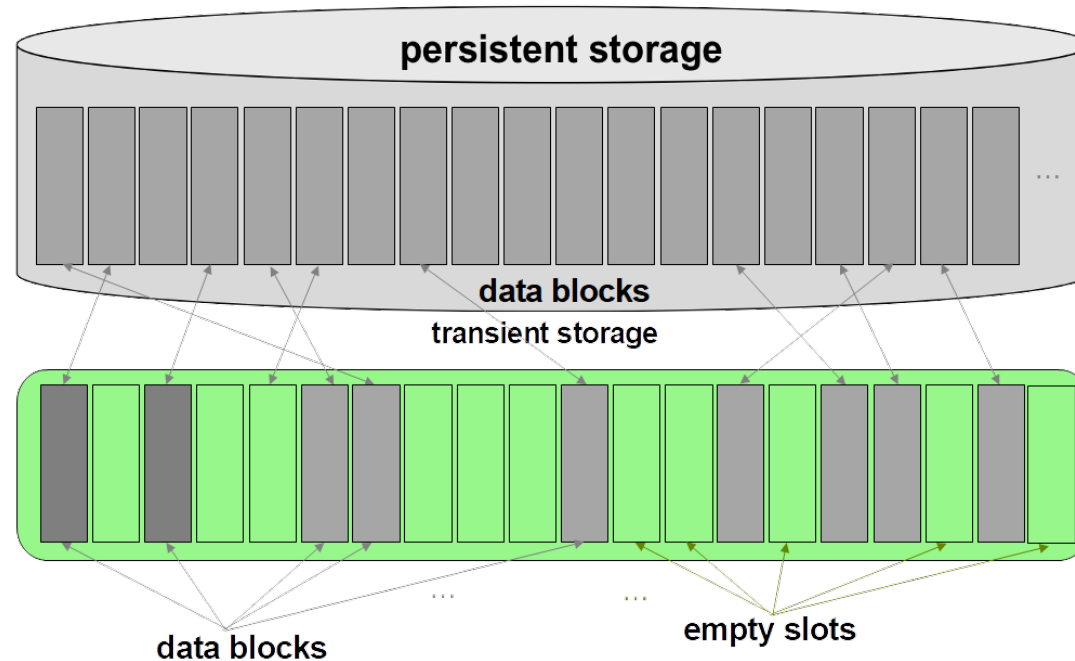 persistent storage
…
data blocks
transient storage
…
…
data blocks
empty slots